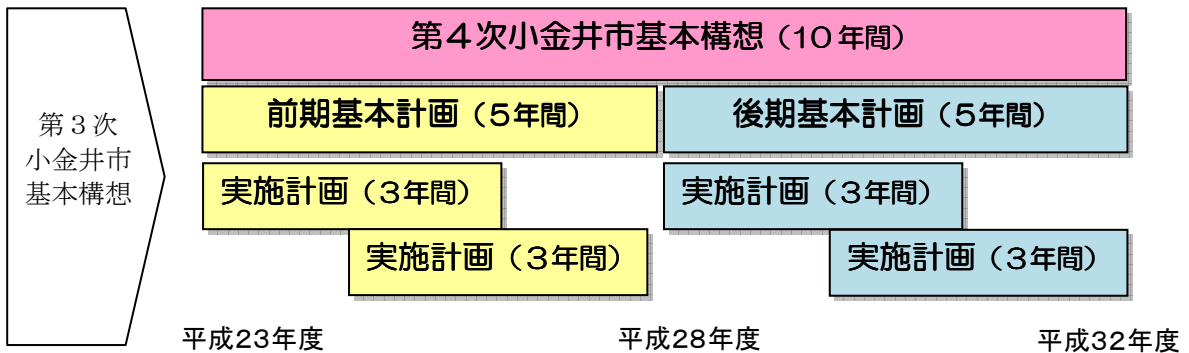 第３次
小金井市
基本構想
第４次小金井市基本構想（10年間）
前期基本計画（５年間）
後期基本計画（５年間）
実施計画（３年間）
実施計画（３年間）
実施計画（３年間）
実施計画（３年間）
平成23年度
平成28年度
平成32年度